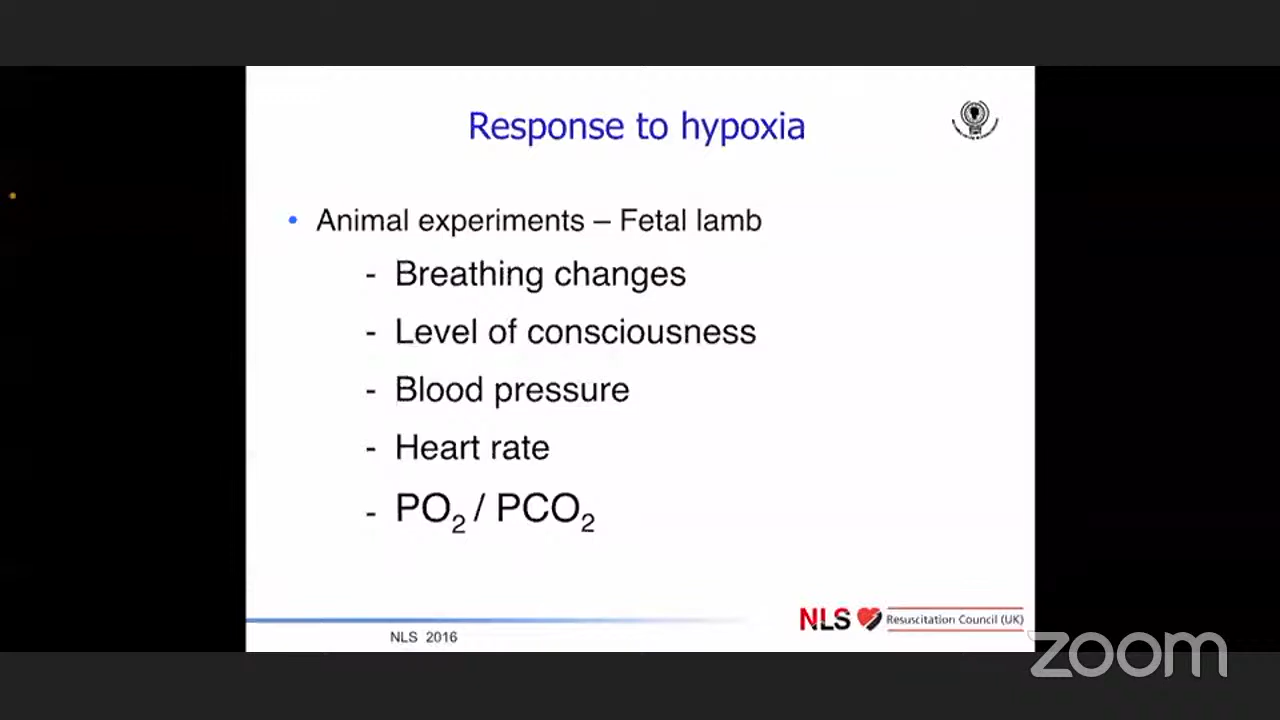 Response to hypoxia
• Animal experiments – Fetal lamb
- Breathing changes
- Level of consciousness
- Blood pressure
- Heart rate
- PO₂ / PCO₂
NLS Resuscitation Council (UK)
NLS 2016
zoom